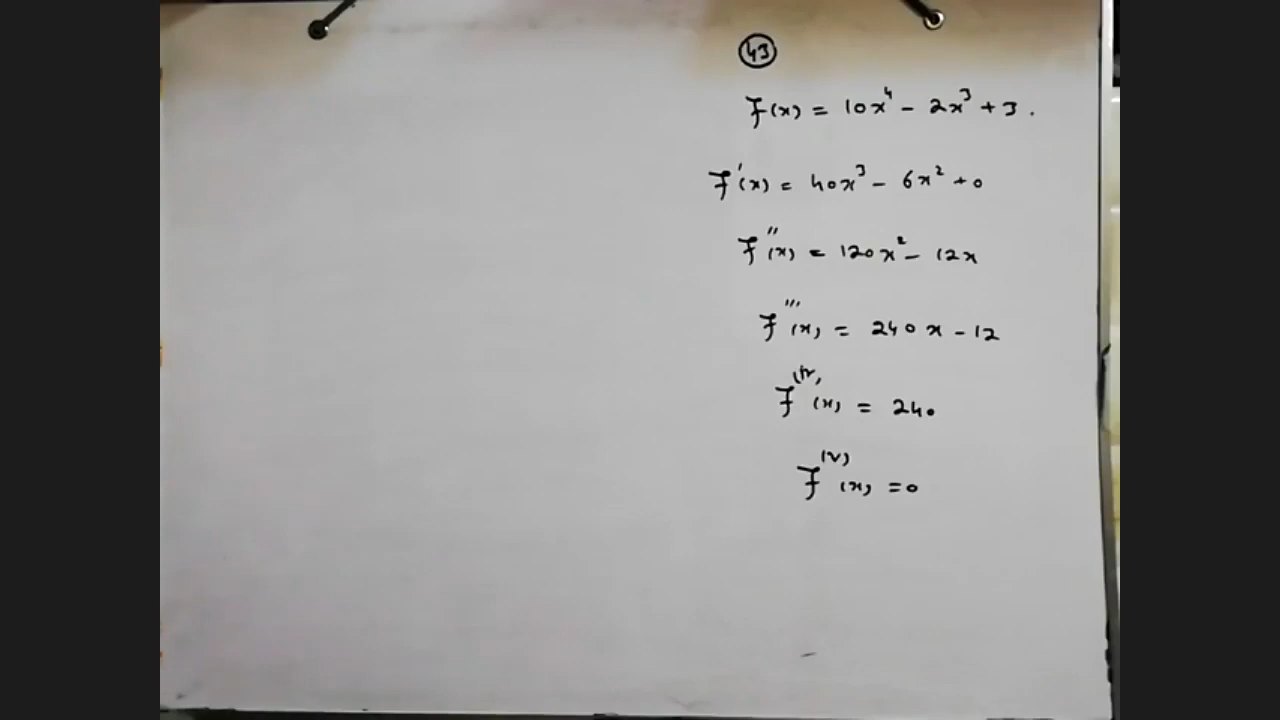 43
F(x) = 10x⁴ - 2x³ + 3.
F'(x) = 40x³ - 6x² + 0
F''(x) = 120x² - 12x
F'''(x) = 240x - 12
F⁽ⁱᵛ⁾(x) = 240
F⁽ᵛ⁾(x) = 0